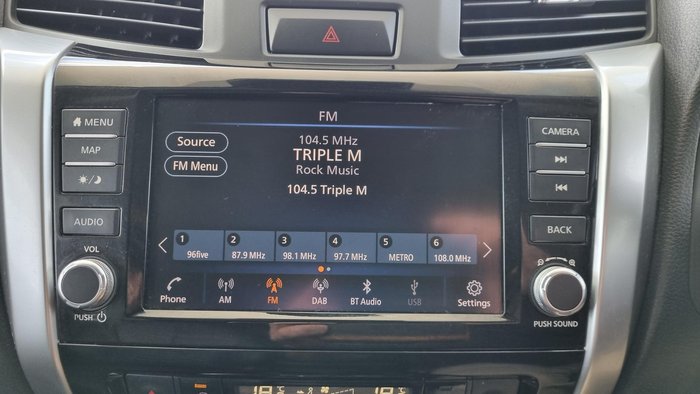 FM
104.5 MHz
TRIPLE M
Rock Music
104.5 Triple M
Source
FM Menu
1 96five
2 87.9 MHz
3 98.1 MHz
4 97.7 MHz
5 METRO
6 108.0 MHz
Phone
AM
FM
DAB
BT Audio
USB
Settings
MENU
MAP
AUDIO
VOL
PUSH
CAMERA
BACK
PUSH SOUND